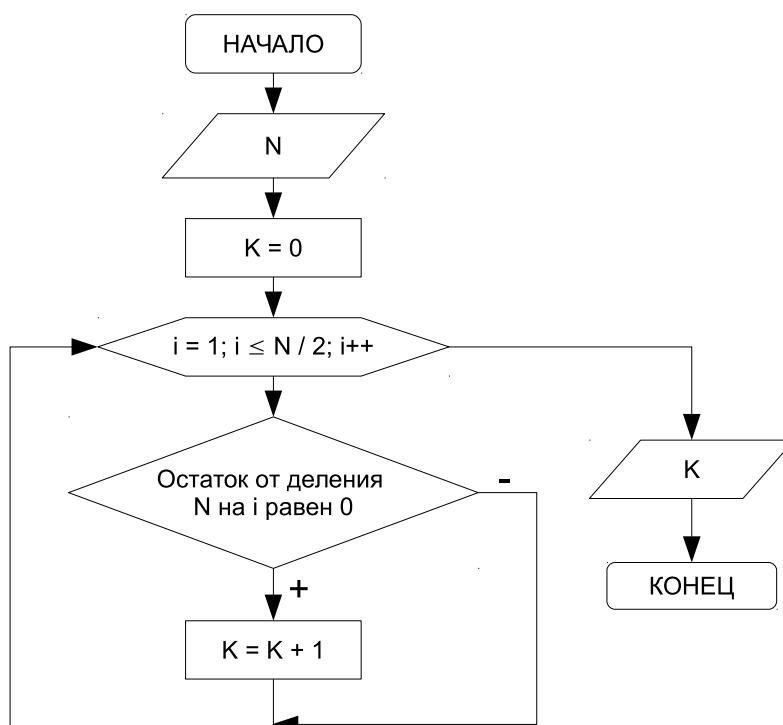 НАЧАЛО
N
K = 0
i = 1; i ≤ N / 2; i++
Остаток от деления
N на i равен 0
-
+
K = K + 1
K
КОНЕЦ